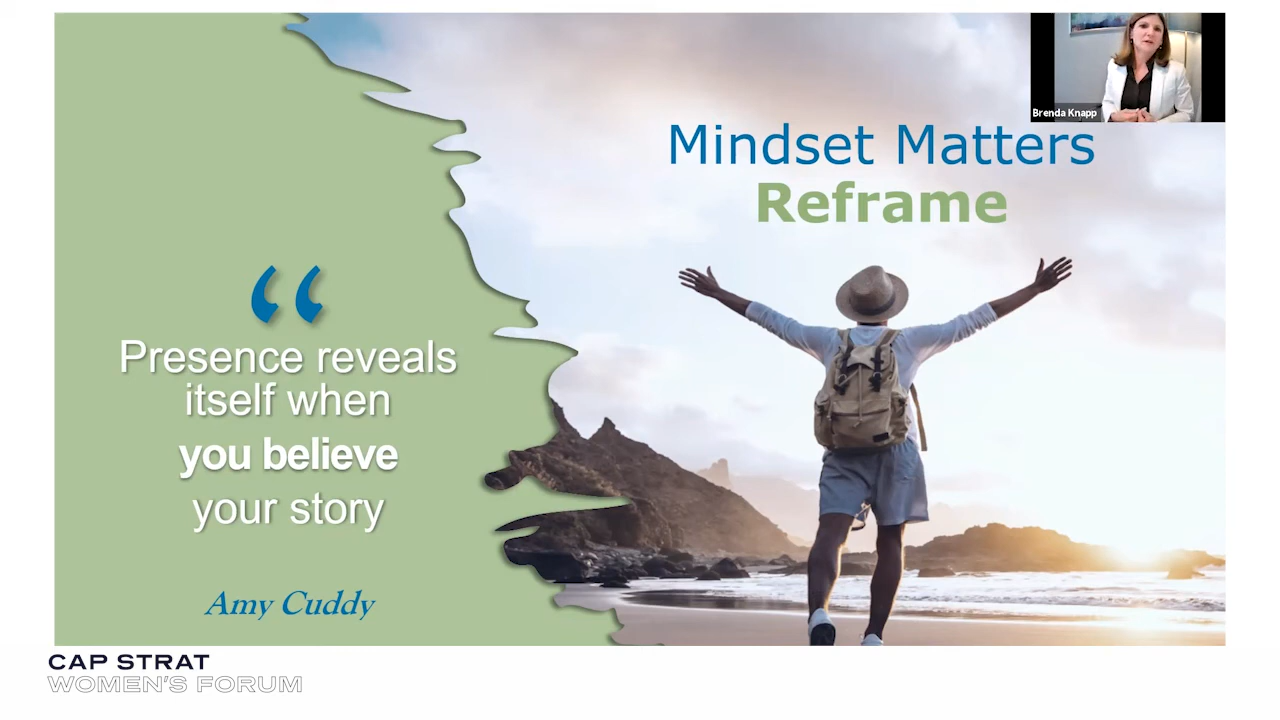 Brenda Knapp
Mindset Matters
Reframe
“
Presence reveals
itself when
you believe
your story
Amy Cuddy
CAP STRAT
WOMEN'S FORUM